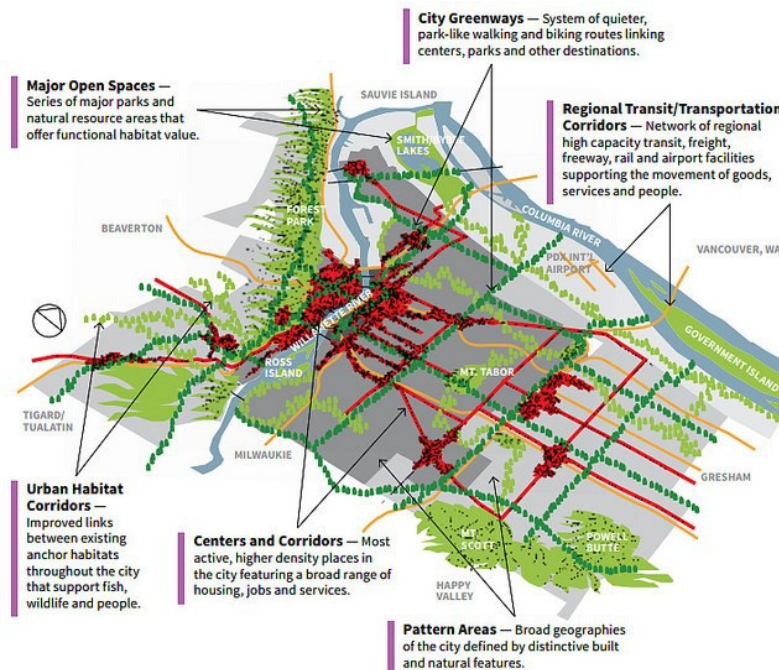 City Greenways — System of quieter,
park-like walking and biking routes linking
centers, parks and other destinations.
Major Open Spaces —
Series of major parks and
natural resource areas that
offer functional habitat value.
SAUVIE ISLAND
Regional Transit/Transportation
Corridors — Network of regional
high capacity transit, freight,
freeway, rail and airport facilities
supporting the movement of goods,
services and people.
LAKES
FOREST
PARK
BEAVERTON
COLUMBIA RIVER
PDX INT'L
AIRPORT
VANCOUVER, WA
WILLAMETTE RIVER
GOVERNMENT ISLAND
ROSS
ISLAND
MT. TABOR
TIGARD/
TUALATIN
MILWAUKIE
GRESHAM
Urban Habitat
Corridors —
Improved links
between existing
anchor habitats
throughout the city
that support fish,
wildlife and people.
Centers and Corridors — Most
active, higher density places in
the city featuring a broad range of
housing, jobs and services.
MT.
SCOTT
POWELL
BUTTE
HAPPY
VALLEY
Pattern Areas — Broad geographies
of the city defined by distinctive built
and natural features.